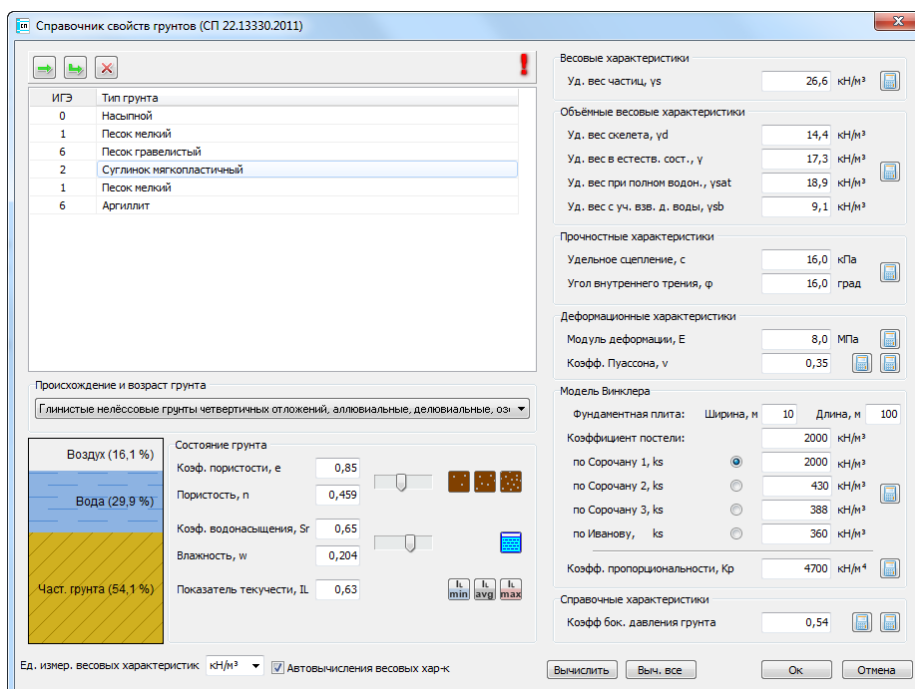 Справочник свойств грунтов (СП 22.13330.2011)
ИГЭ Тип грунта
0 Насыпной
1 Песок мелкий
6 Песок гравелистый
2 Суглинок мягкопластичный
1 Песок мелкий
6 Аргиллит
Происхождение и возраст грунта
Глинистые нелёссовые грунты четвертичных отложений, аллювиальные, делювиальные, озе
Воздух (16,1 %)
Вода (29,9 %)
Част. грунта (54,1 %)
Состояние грунта
Коэф. пористости, e 0,85
Пористость, n 0,459
Коэф. водонасыщения, Sr 0,65
Влажность, w 0,204
Показатель текучести, IL 0,63
IL min IL avg IL max
Ед. измер. весовых характеристик кН/м³ Автовычисления весовых хар-к
Весовые характеристики
Уд. вес частиц, γs 26,6 кН/м³
Объёмные весовые характеристики
Уд. вес скелета, γd 14,4 кН/м³
Уд. вес в естеств. сост., γ 17,3 кН/м³
Уд. вес при полном водон., γsat 18,9 кН/м³
Уд. вес с уч. взв. д. воды, γsb 9,1 кН/м³
Прочностные характеристики
Удельное сцепление, c 16,0 кПа
Угол внутреннего трения, φ 16,0 град
Деформационные характеристики
Модуль деформации, E 8,0 МПа
Коэфф. Пуассона, ν 0,35
Модель Винклера
Фундаментная плита: Ширина, м 10 Длина, м 100
Коэффициент постели: 2000 кН/м³
по Сорочану 1, ks 2000 кН/м³
по Сорочану 2, ks 430 кН/м³
по Сорочану 3, ks 388 кН/м³
по Иванову, ks 360 кН/м³
Коэфф. пропорциональности, Kp 4700 кН/м⁴
Справочные характеристики
Коэфф бок. давления грунта 0,54
Вычислить Выч. все Ок Отмена